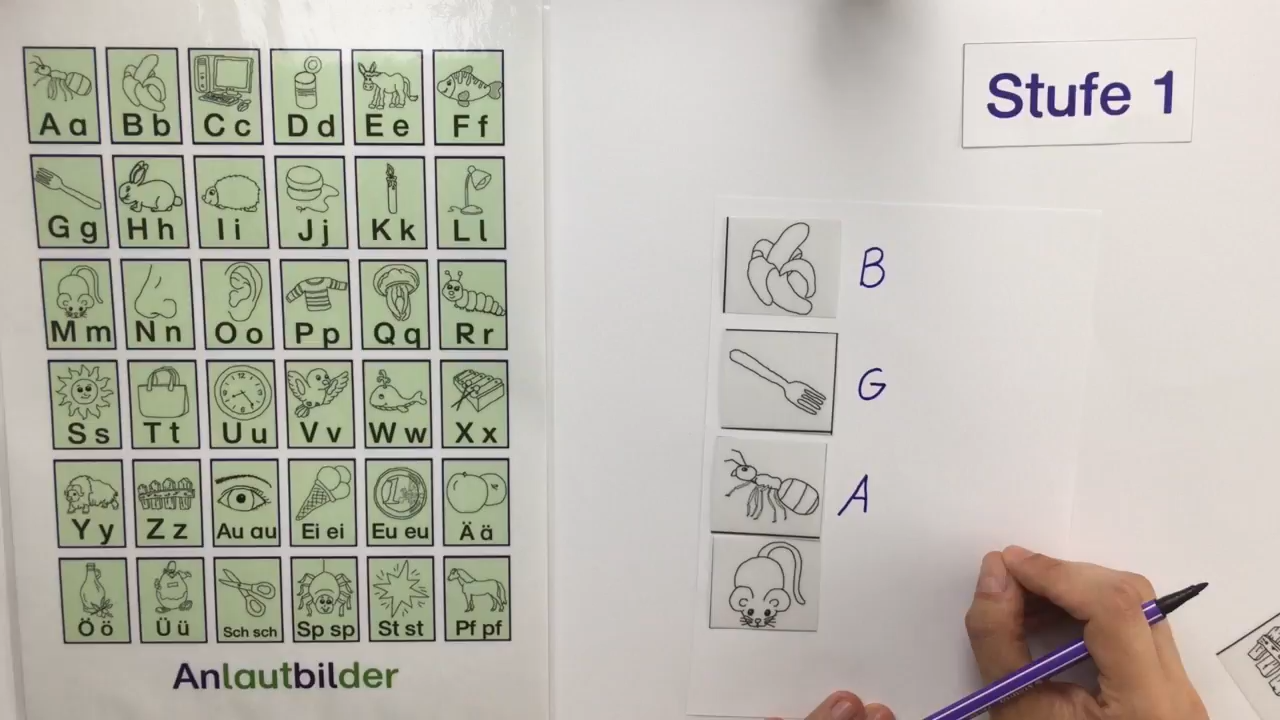 A a B b C c D d E e F f
G g H h I i J j K k L l
M m N n O o P p Q q R r
S s T t U u V v W w X x
Y y Z z Au au Ei ei Eu eu Ä ä
Ö ö Ü ü Sch sch Sp sp St st Pf pf
Anlautbilder
Stufe 1
B
G
A